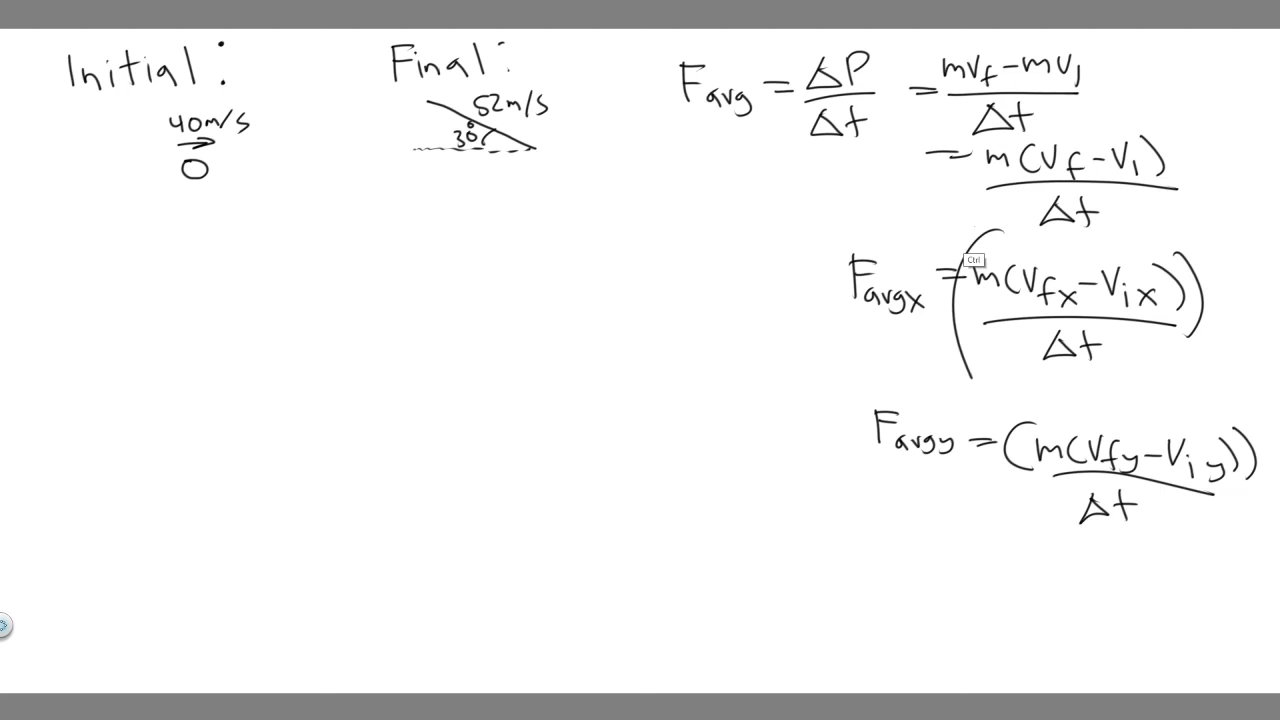 Initial:
40m/s
Final:
52m/s
30°
Favg = ΔP/Δt = mvf-mv1/Δt
= m(vf-v1)/Δt
Favgx = (m(vfx-vix))/Δt
Ctrl
Favgy = (m(vfy-viy))/Δt